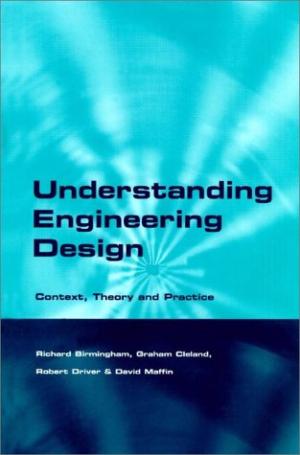 Understanding
Engineering
Design
Context, Theory and Practice
Richard Birmingham, Graham Cleland,
Robert Driver & David Maffin